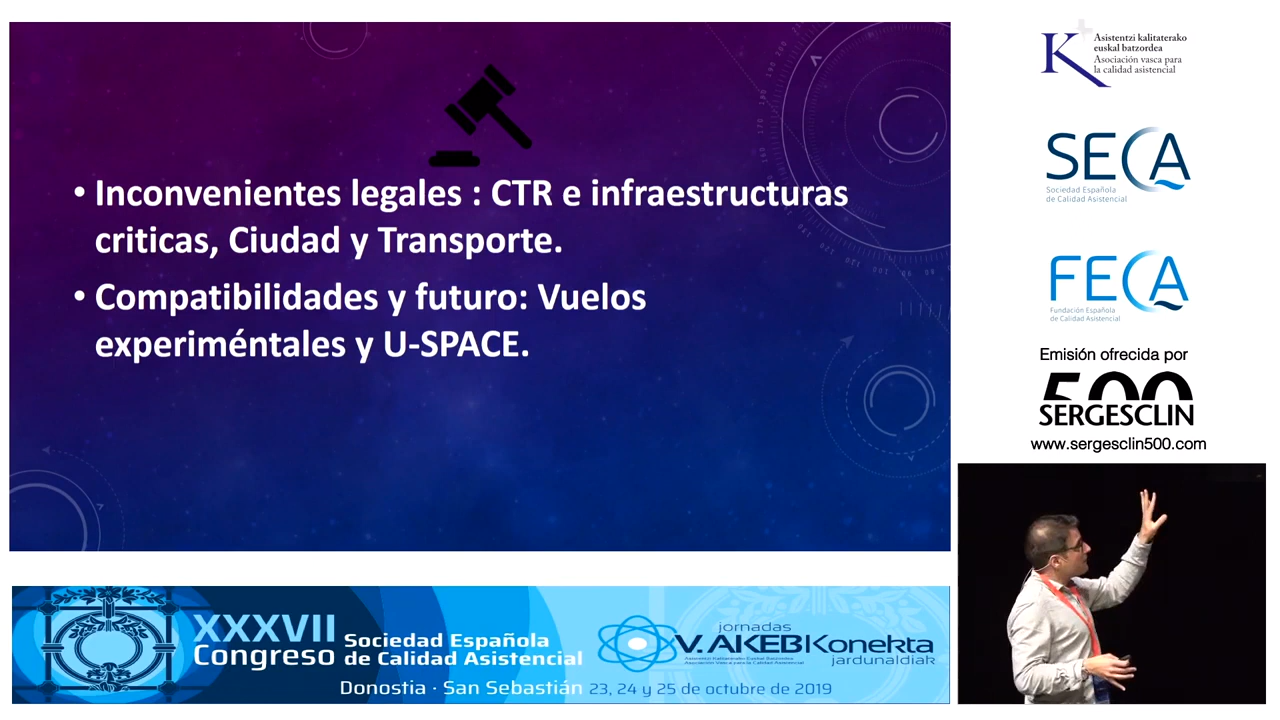 • Inconvenientes legales : CTR e infraestructuras
criticas, Ciudad y Transporte.
• Compatibilidades y futuro: Vuelos
experiméntales y U-SPACE.
K
Asistentzi kalitaterako
euskal batzordea
Asociación vasca para
la calidad asistencial
SECA
Sociedad Española
de Calidad Asistencial
FECA
Fundación Española
de Calidad Asistencial
Emisión ofrecida por
500
SERGESCLIN
www.sergesclin500.com
XXXVII
Congreso
Sociedad Española
de Calidad Asistencial
Donostia · San Sebastián 23, 24 y 25 de octubre de 2019
jornadas
V. AKEB Konekta
jardunaldiak